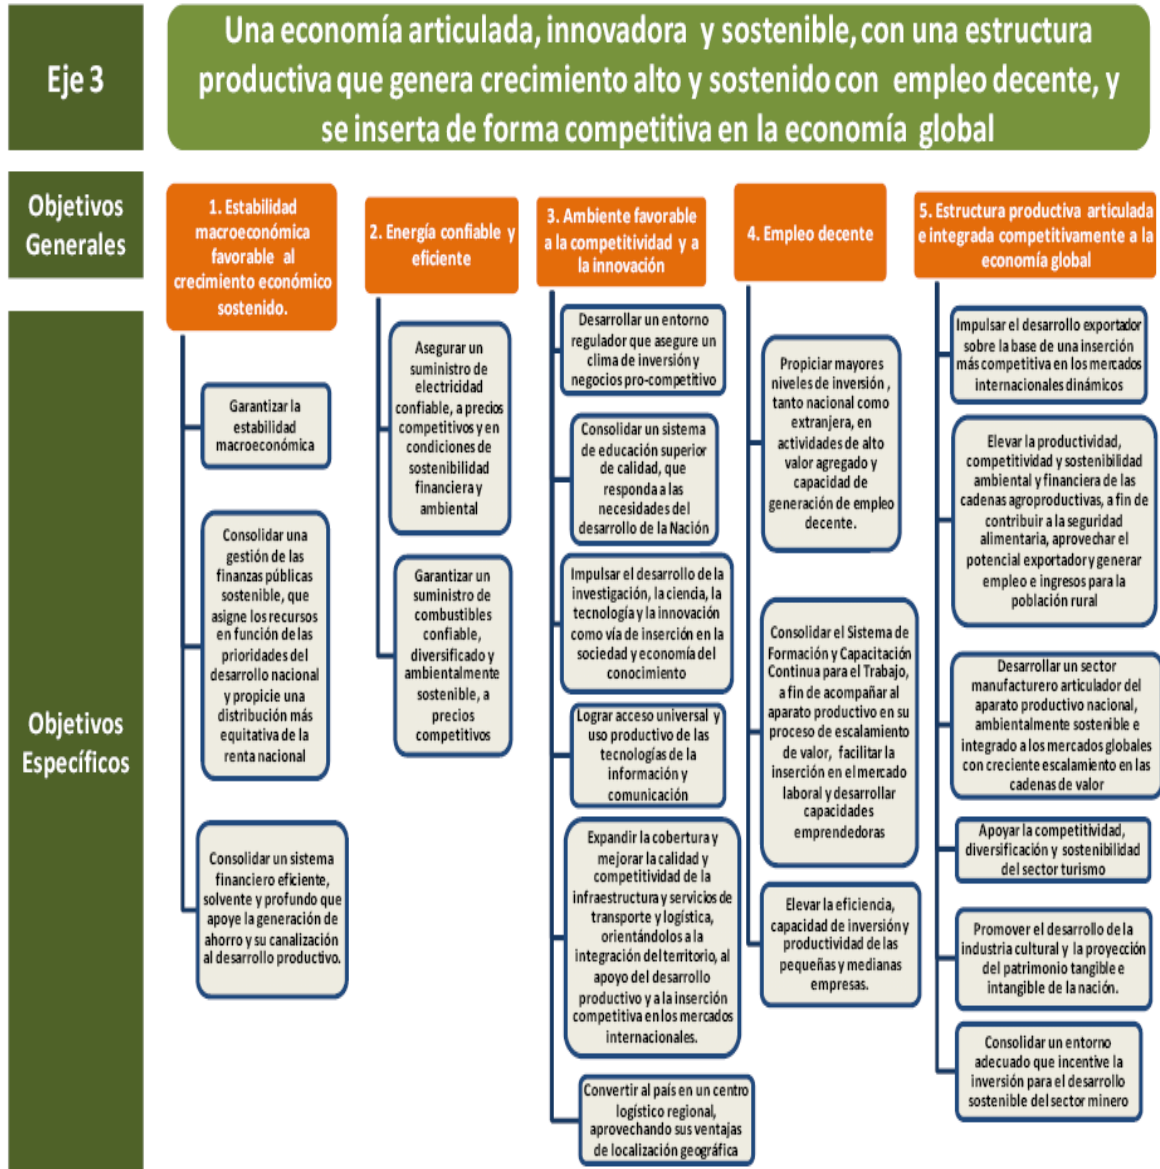 Eje 3
Una economía articulada, innovadora y sostenible, con una estructura
productiva que genera crecimiento alto y sostenido con empleo decente, y
se inserta de forma competitiva en la economía global
Objetivos
Generales
1. Estabilidad
macroeconómica
favorable al
crecimiento económico
sostenido.
2. Energía confiable y
eficiente
3. Ambiente favorable
a la competitividad y a
la innovación
4. Empleo decente
5. Estructura productiva articulada
e integrada competitivamente a la
economía global
Objetivos
Específicos
Garantizar la
estabilidad
macroeconómica
Consolidar una
gestión de las
finanzas públicas
sostenible, que
asigne los recursos
en función de las
prioridades del
desarrollo nacional
y propicie una
distribución más
equitativa de la
renta nacional
Consolidar un sistema
financiero eficiente,
solvente y profundo que
apoye la generación de
ahorro y su canalización
al desarrollo productivo.
Asegurar un
suministro de
electricidad
confiable, a precios
competitivos y en
condiciones de
sostenibilidad
financiera y
ambiental
Garantizar un
suministro de
combustibles
confiable,
diversificado y
ambientalmente
sostenible, a
precios
competitivos
Desarrollar un entorno
regulador que asegure un
clima de inversión y
negocios pro-competitivo
Consolidar un sistema
de educación superior
de calidad, que
responda a las
necesidades del
desarrollo de la Nación
Impulsar el desarrollo de la
investigación, la ciencia, la
tecnología y la innovación
como vía de inserción en la
sociedad y economía del
conocimiento
Lograr acceso universal y
uso productivo de las
tecnologías de la
información y
comunicación
Expandir la cobertura y
mejorar la calidad y
competitividad de la
infraestructura y servicios de
transporte y logística,
orientándolos a la
integración del territorio, al
apoyo del desarrollo
productivo y a la inserción
competitiva en los mercados
internacionales.
Convertir al país en un centro
logístico regional,
aprovechando sus ventajas
de localización geográfica
Propiciar mayores
niveles de inversión ,
tanto nacional como
extranjera, en
actividades de alto
valor agregado y
capacidad de
generación de empleo
decente.
Consolidar el Sistema de
Formación y Capacitación
Continua para el Trabajo,
a fin de acompañar al
aparato productivo en su
proceso de escalamiento
de valor, facilitar la
inserción en el mercado
laboral y desarrollar
capacidades
emprendedoras
Elevar la eficiencia,
capacidad de inversión y
productividad de las
pequeñas y medianas
empresas.
Impulsar el desarrollo exportador
sobre la base de una inserción
más competitiva en los mercados
internacionales dinámicos
Elevar la productividad,
competitividad y sostenibilidad
ambiental y financiera de las
cadenas agroproductivas, a fin de
contribuir a la seguridad
alimentaria, aprovechar el
potencial exportador y generar
empleo e ingresos para la
población rural
Desarrollar un sector
manufacturero articulador del
aparato productivo nacional,
ambientalmente sostenible e
integrado a los mercados globales
con creciente escalamiento en las
cadenas de valor
Apoyar la competitividad,
diversificación y sostenibilidad
del sector turismo
Promover el desarrollo de la
industria cultural y la proyección
del patrimonio tangible e
intangible de la nación.
Consolidar un entorno
adecuado que incentive la
inversión para el desarrollo
sostenible del sector minero